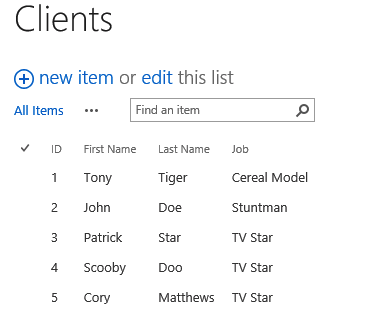 Clients
new item or edit this list
All Items ••• Find an item
ID First Name Last Name Job
1 Tony Tiger Cereal Model
2 John Doe Stuntman
3 Patrick Star TV Star
4 Scooby Doo TV Star
5 Cory Matthews TV Star